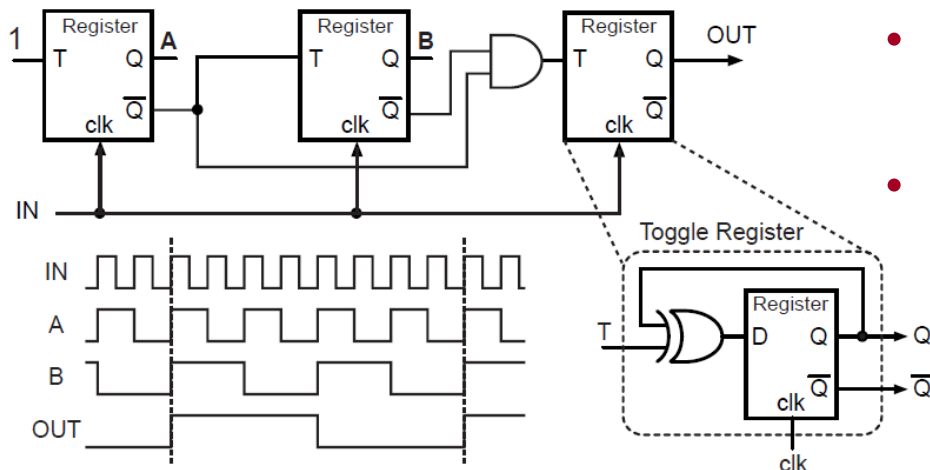 1
Register
T
Q
A
Q̅
clk
Register
T
Q
B
Q̅
clk
Register
T
Q
OUT
Q̅
clk
IN
Toggle Register
IN
A
B
OUT
T
Register
D
Q
Q
Q̅
Q̅
clk
clk